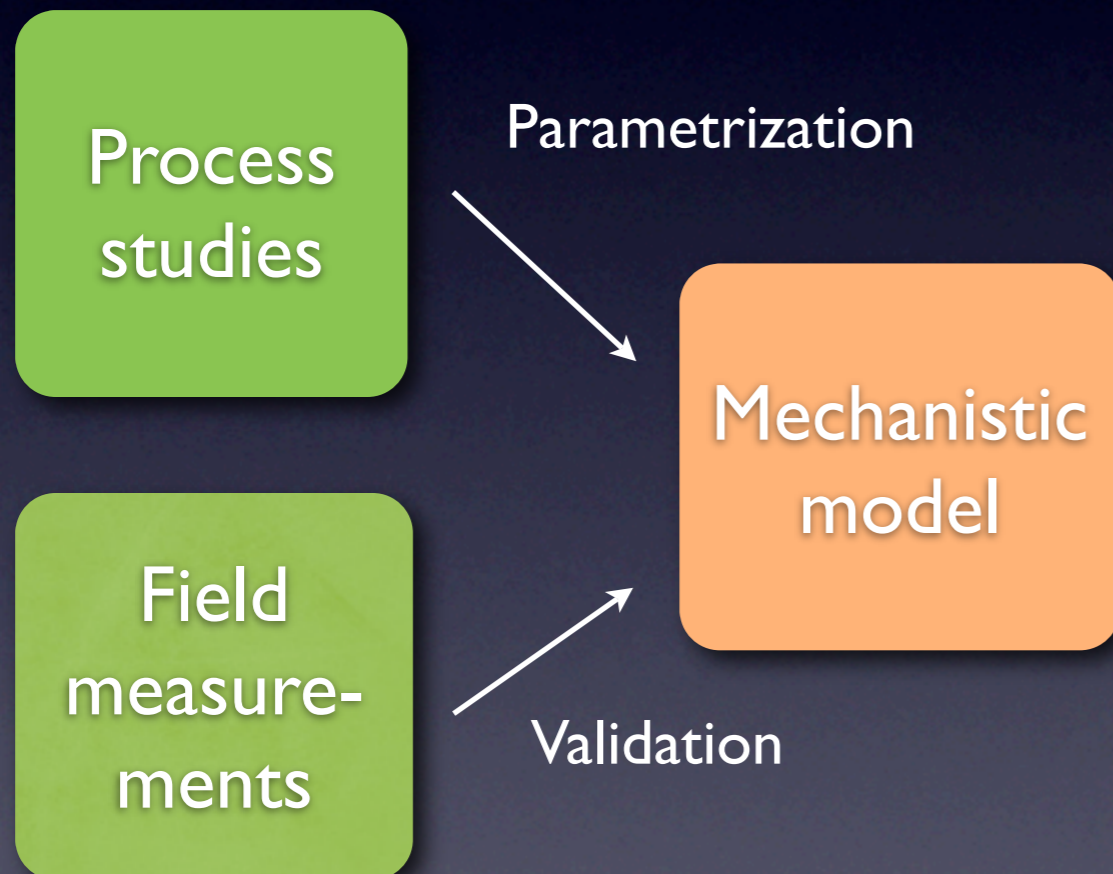 Process
studies
Parametrization
Mechanistic
model
Field
measure-
ments
Validation